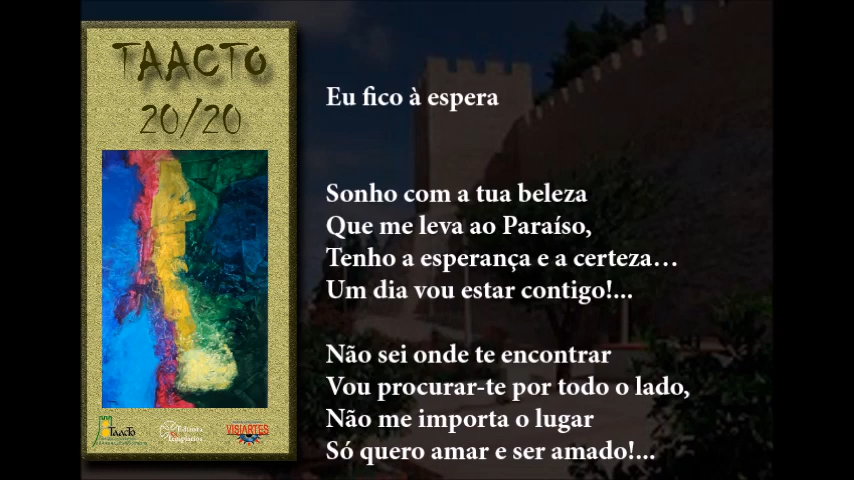 TAACTO
20/20
Eu fico à espera
Sonho com a tua beleza
Que me leva ao Paraíso,
Tenho a esperança e a certeza…
Um dia vou estar contigo!...
Não sei onde te encontrar
Vou procurar-te por todo o lado,
Não me importa o lugar
Só quero amar e ser amado!...
TAACTO
Editora
Templários
VISIARTES